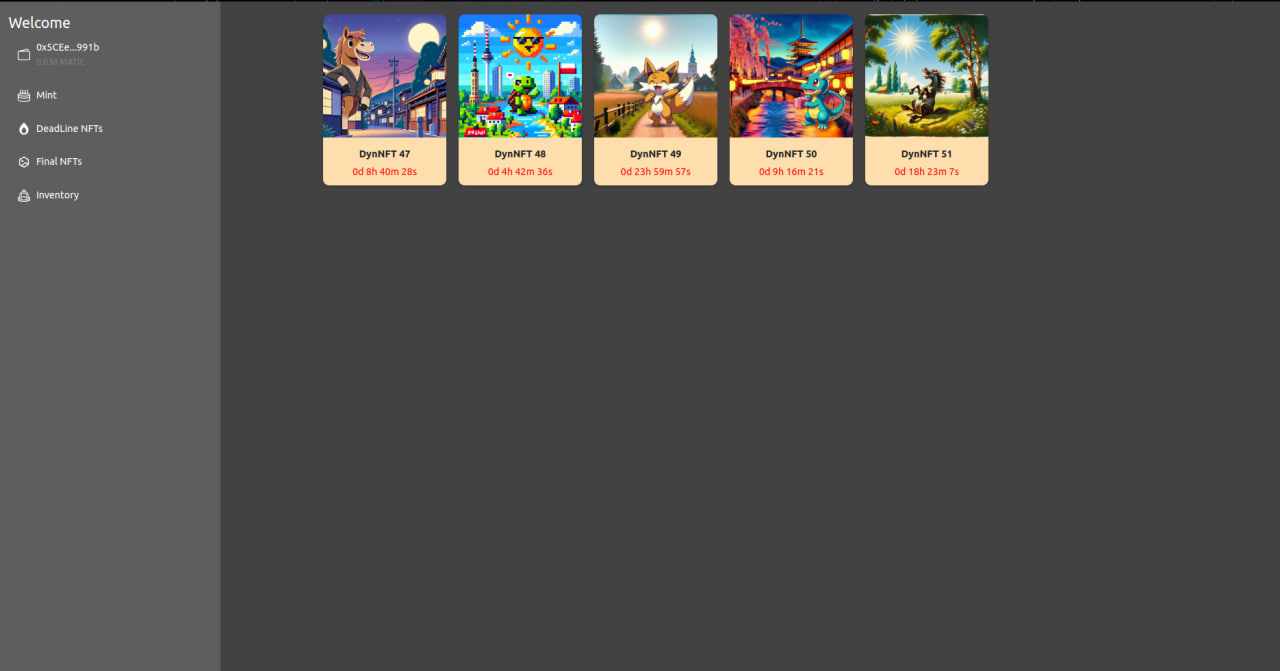 Welcome
0x5CEe...991b
0.030 MATIC
Mint
DeadLine NFTs
Final NFTs
Inventory
DynNFT 47
0d 8h 40m 28s
DynNFT 48
0d 4h 42m 36s
DynNFT 49
0d 23h 59m 57s
DynNFT 50
0d 9h 16m 21s
DynNFT 51
0d 18h 23m 7s